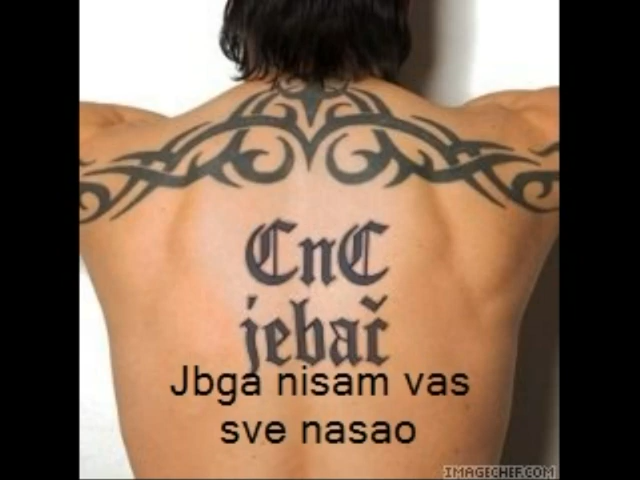 CnC
jebač
Jbga nisam vas
sve nasao
IMAGECHEF.COM